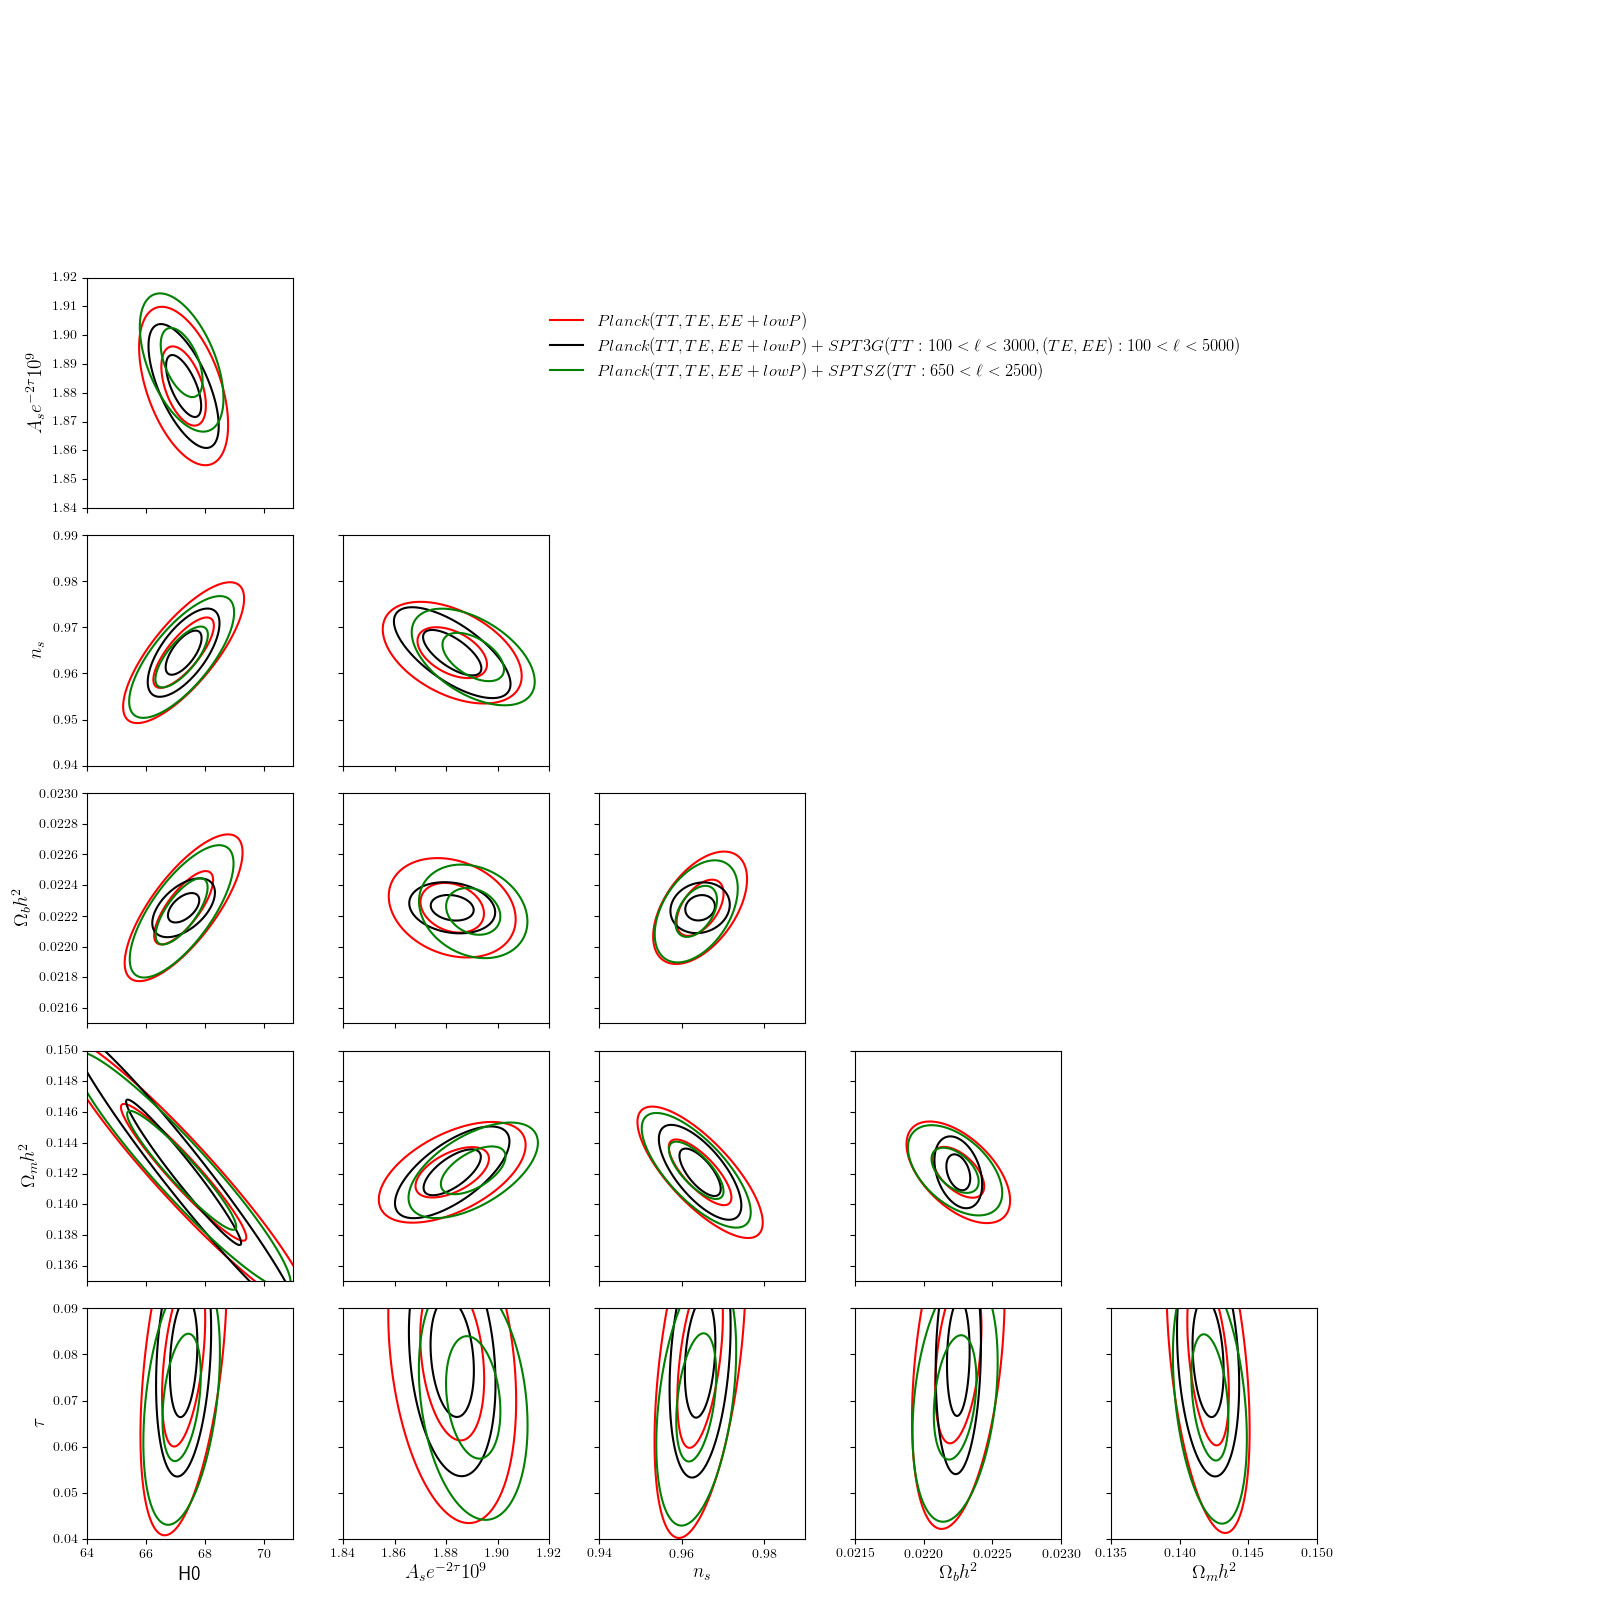 1.92
1.91
1.90
1.89
1.88
1.87
1.86
1.85
1.84
A_s e^{-2τ} 10^9
Planck(TT, TE, EE + lowP)
Planck(TT, TE, EE + lowP) + SPT3G(TT : 100 < ℓ < 3000, (TE, EE) : 100 < ℓ < 5000)
Planck(TT, TE, EE + lowP) + SPTSZ(TT : 650 < ℓ < 2500)
0.99
0.98
0.97
0.96
0.95
0.94
n_s
0.0230
0.0228
0.0226
0.0224
0.0222
0.0220
0.0218
0.0216
Ω_b h^2
0.150
0.148
0.146
0.144
0.142
0.140
0.138
0.136
Ω_m h^2
0.09
0.08
0.07
0.06
0.05
0.04
τ
64 66 68 70
H0
1.84 1.86 1.88 1.90 1.92
A_s e^{-2τ} 10^9
0.94 0.96 0.98
n_s
0.0215 0.0220 0.0225 0.0230
Ω_b h^2
0.135 0.140 0.145 0.150
Ω_m h^2